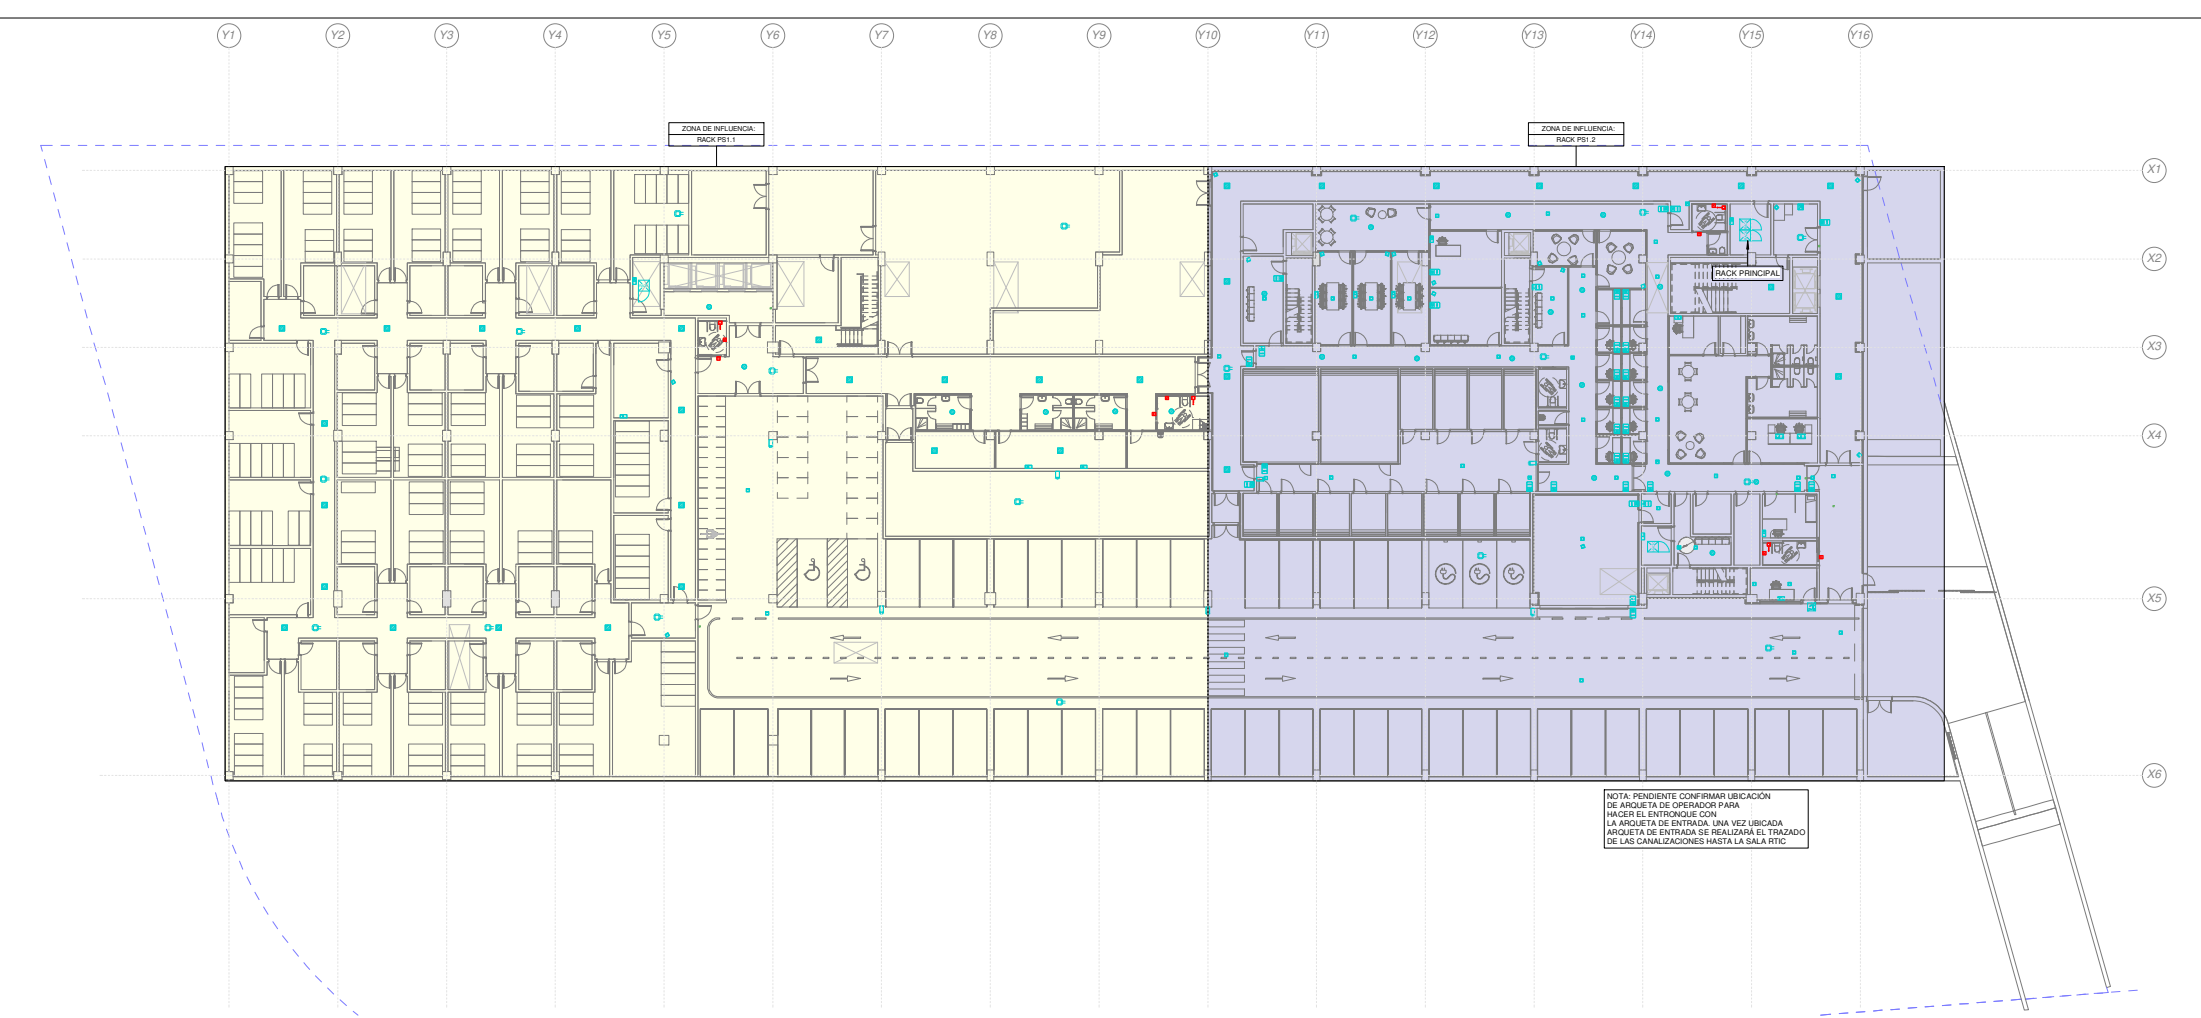 Y1
Y2
Y3
Y4
Y5
Y6
Y7
Y8
Y9
Y10
Y11
Y12
Y13
Y14
Y15
Y16
ZONA DE INFLUENCIA:
RACK PS1.1
ZONA DE INFLUENCIA:
RACK PS1.2
X1
X2
RACK PRINCIPAL
X3
X4
X5
X6
NOTA: PENDIENTE CONFIRMAR UBICACIÓN
DE ARQUETA DE OPERADOR PARA
HACER EL ENTRONQUE CON
LA ARQUETA DE ENTRADA. UNA VEZ UBICADA
ARQUETA DE ENTRADA SE REALIZARÁ EL TRAZADO
DE LAS CANALIZACIONES HASTA LA SALA RTIC